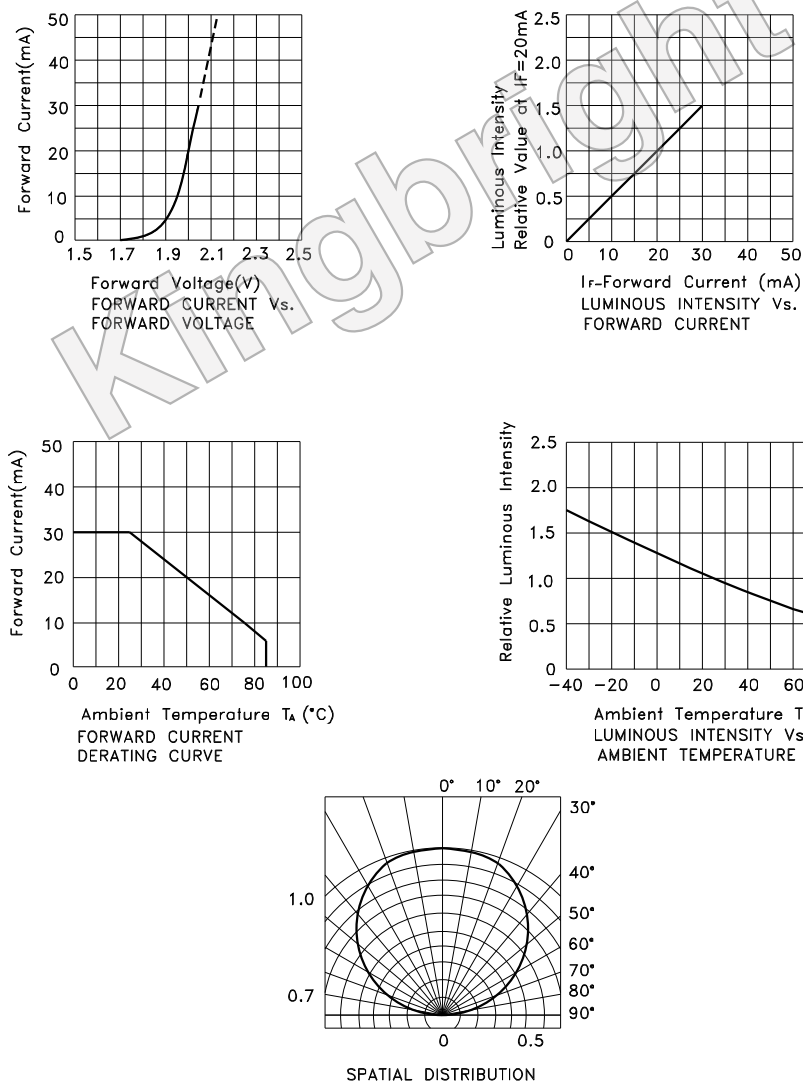 Kingbright
Forward Current(mA)
50
40
30
20
10
0
1.5 1.7 1.9 2.1 2.3 2.5
Forward Voltage(V)
FORWARD CURRENT Vs.
FORWARD VOLTAGE
Luminous Intensity
Relative Value at IF=20mA
2.5
2.0
1.5
1.0
0.5
0
0 10 20 30 40 50
IF-Forward Current (mA)
LUMINOUS INTENSITY Vs.
FORWARD CURRENT
Forward Current(mA)
50
40
30
20
10
0
0 20 40 60 80 100
Ambient Temperature TA (°C)
FORWARD CURRENT
DERATING CURVE
Relative Luminous Intensity
2.5
2.0
1.5
1.0
0.5
0
-40 -20 0 20 40 60
Ambient Temperature T
LUMINOUS INTENSITY Vs
AMBIENT TEMPERATURE
0° 10° 20°
30°
40°
50°
60°
70°
80°
90°
1.0
0.7
0 0.5
SPATIAL DISTRIBUTION